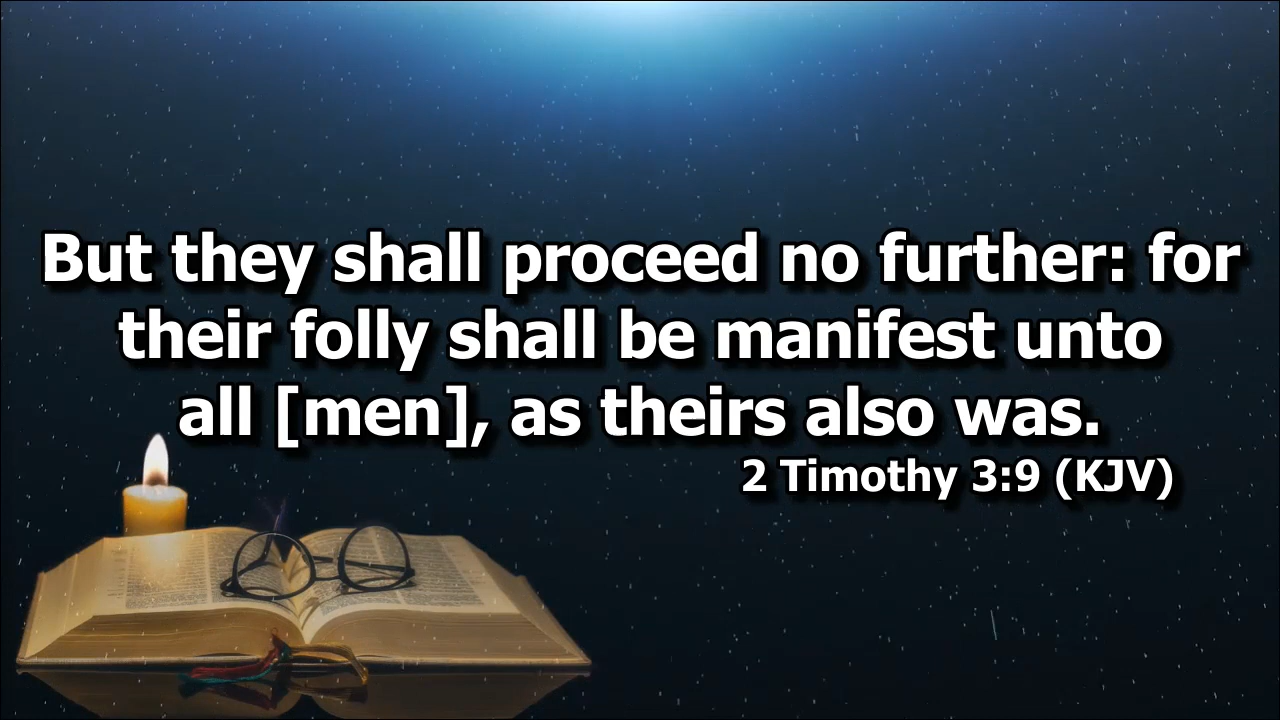 But they shall proceed no further: for
their folly shall be manifest unto
all [men], as theirs also was.
2 Timothy 3:9 (KJV)